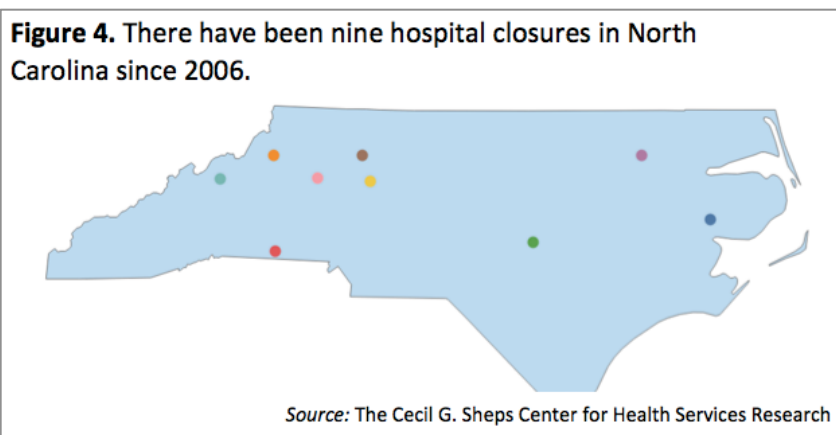 Figure 4. There have been nine hospital closures in North
Carolina since 2006.
Source: The Cecil G. Sheps Center for Health Services Research